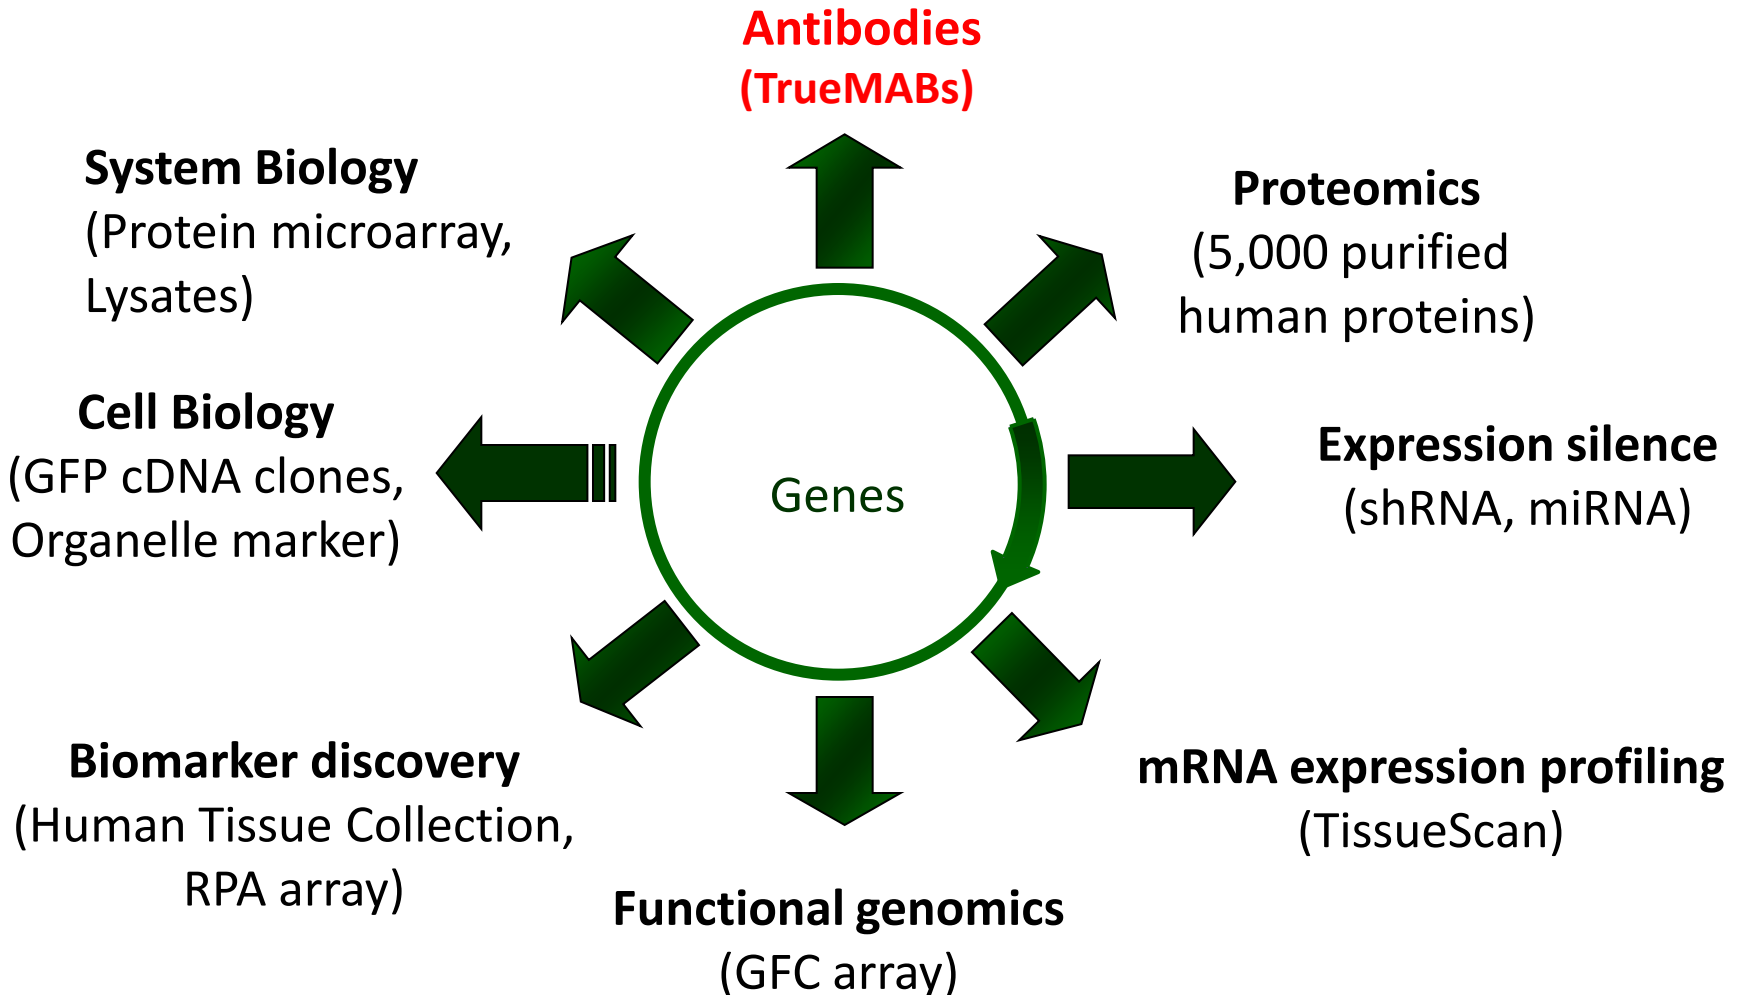 Antibodies
(TrueMABs)
System Biology
(Protein microarray,
Lysates)
Proteomics
(5,000 purified
human proteins)
Cell Biology
(GFP cDNA clones,
Organelle marker)
Genes
Expression silence
(shRNA, miRNA)
Biomarker discovery
(Human Tissue Collection,
RPA array)
mRNA expression profiling
(TissueScan)
Functional genomics
(GFC array)